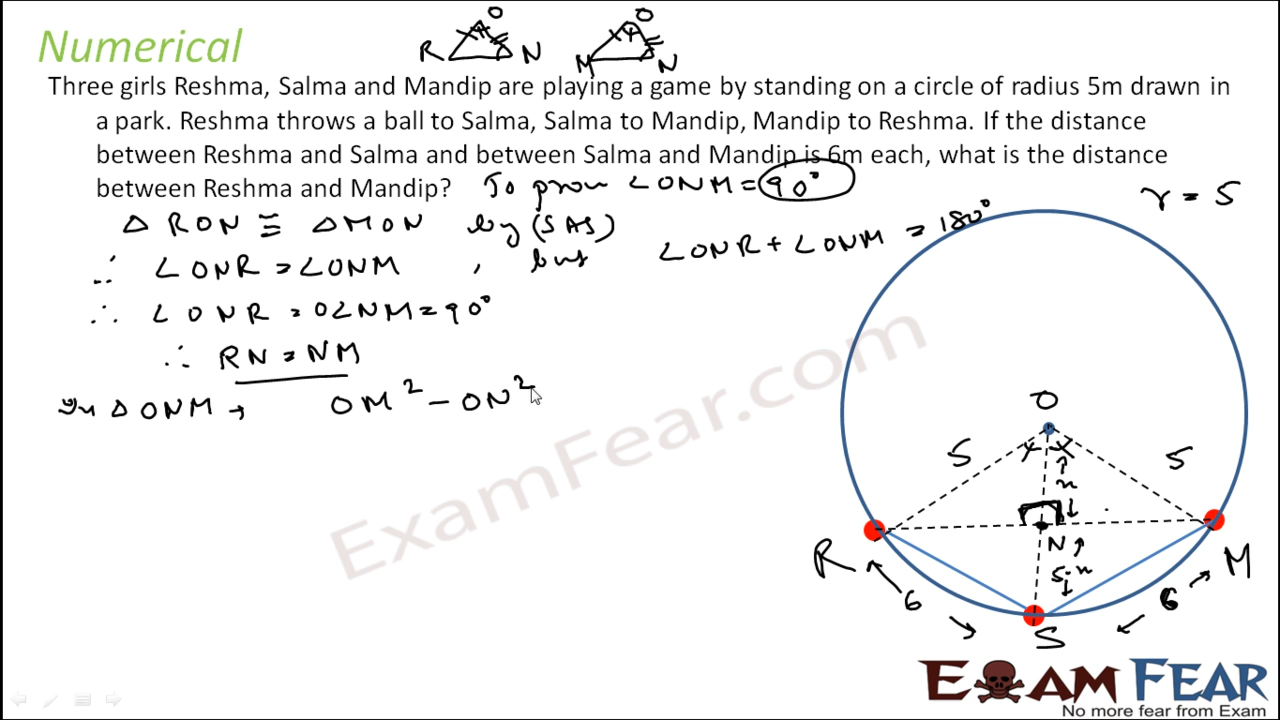 Numerical
R O N M O N
Three girls Reshma, Salma and Mandip are playing a game by standing on a circle of radius 5m drawn in
a park. Reshma throws a ball to Salma, Salma to Mandip, Mandip to Reshma. If the distance
between Reshma and Salma and between Salma and Mandip is 6m each, what is the distance
between Reshma and Mandip? To prove ∠ONM = 90°
r = 5
Δ RON ≅ Δ MON by (SAS)
∠ONR + ∠ONM = 180°
∴ ∠ONR = ∠ONM , but
∴ ∠ONR = O∠NM = 90°
∴ RN = NM
In Δ ONM → OM² - ON²
O
5 5
x
N
R M
5-x
6 6
S
ExamFear.com
EXAM FEAR
No more fear from Exam